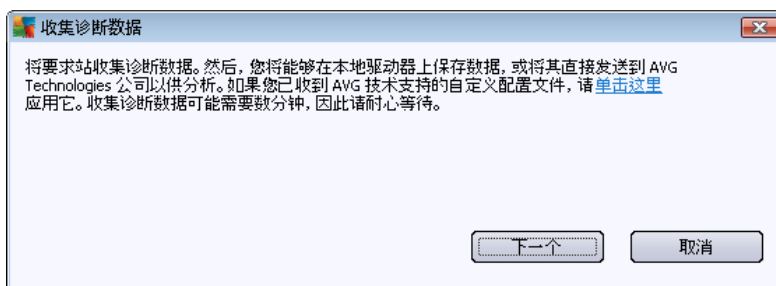 收集诊断数据
将要求站收集诊断数据。然后，您将能够在本地驱动器上保存数据，或将其直接发送到 AVG
Technologies 公司以供分析。如果您已收到 AVG 技术支持的自定义配置文件，请单击这里
应用它。收集诊断数据可能需要数分钟，因此请耐心等待。
下一个
取消